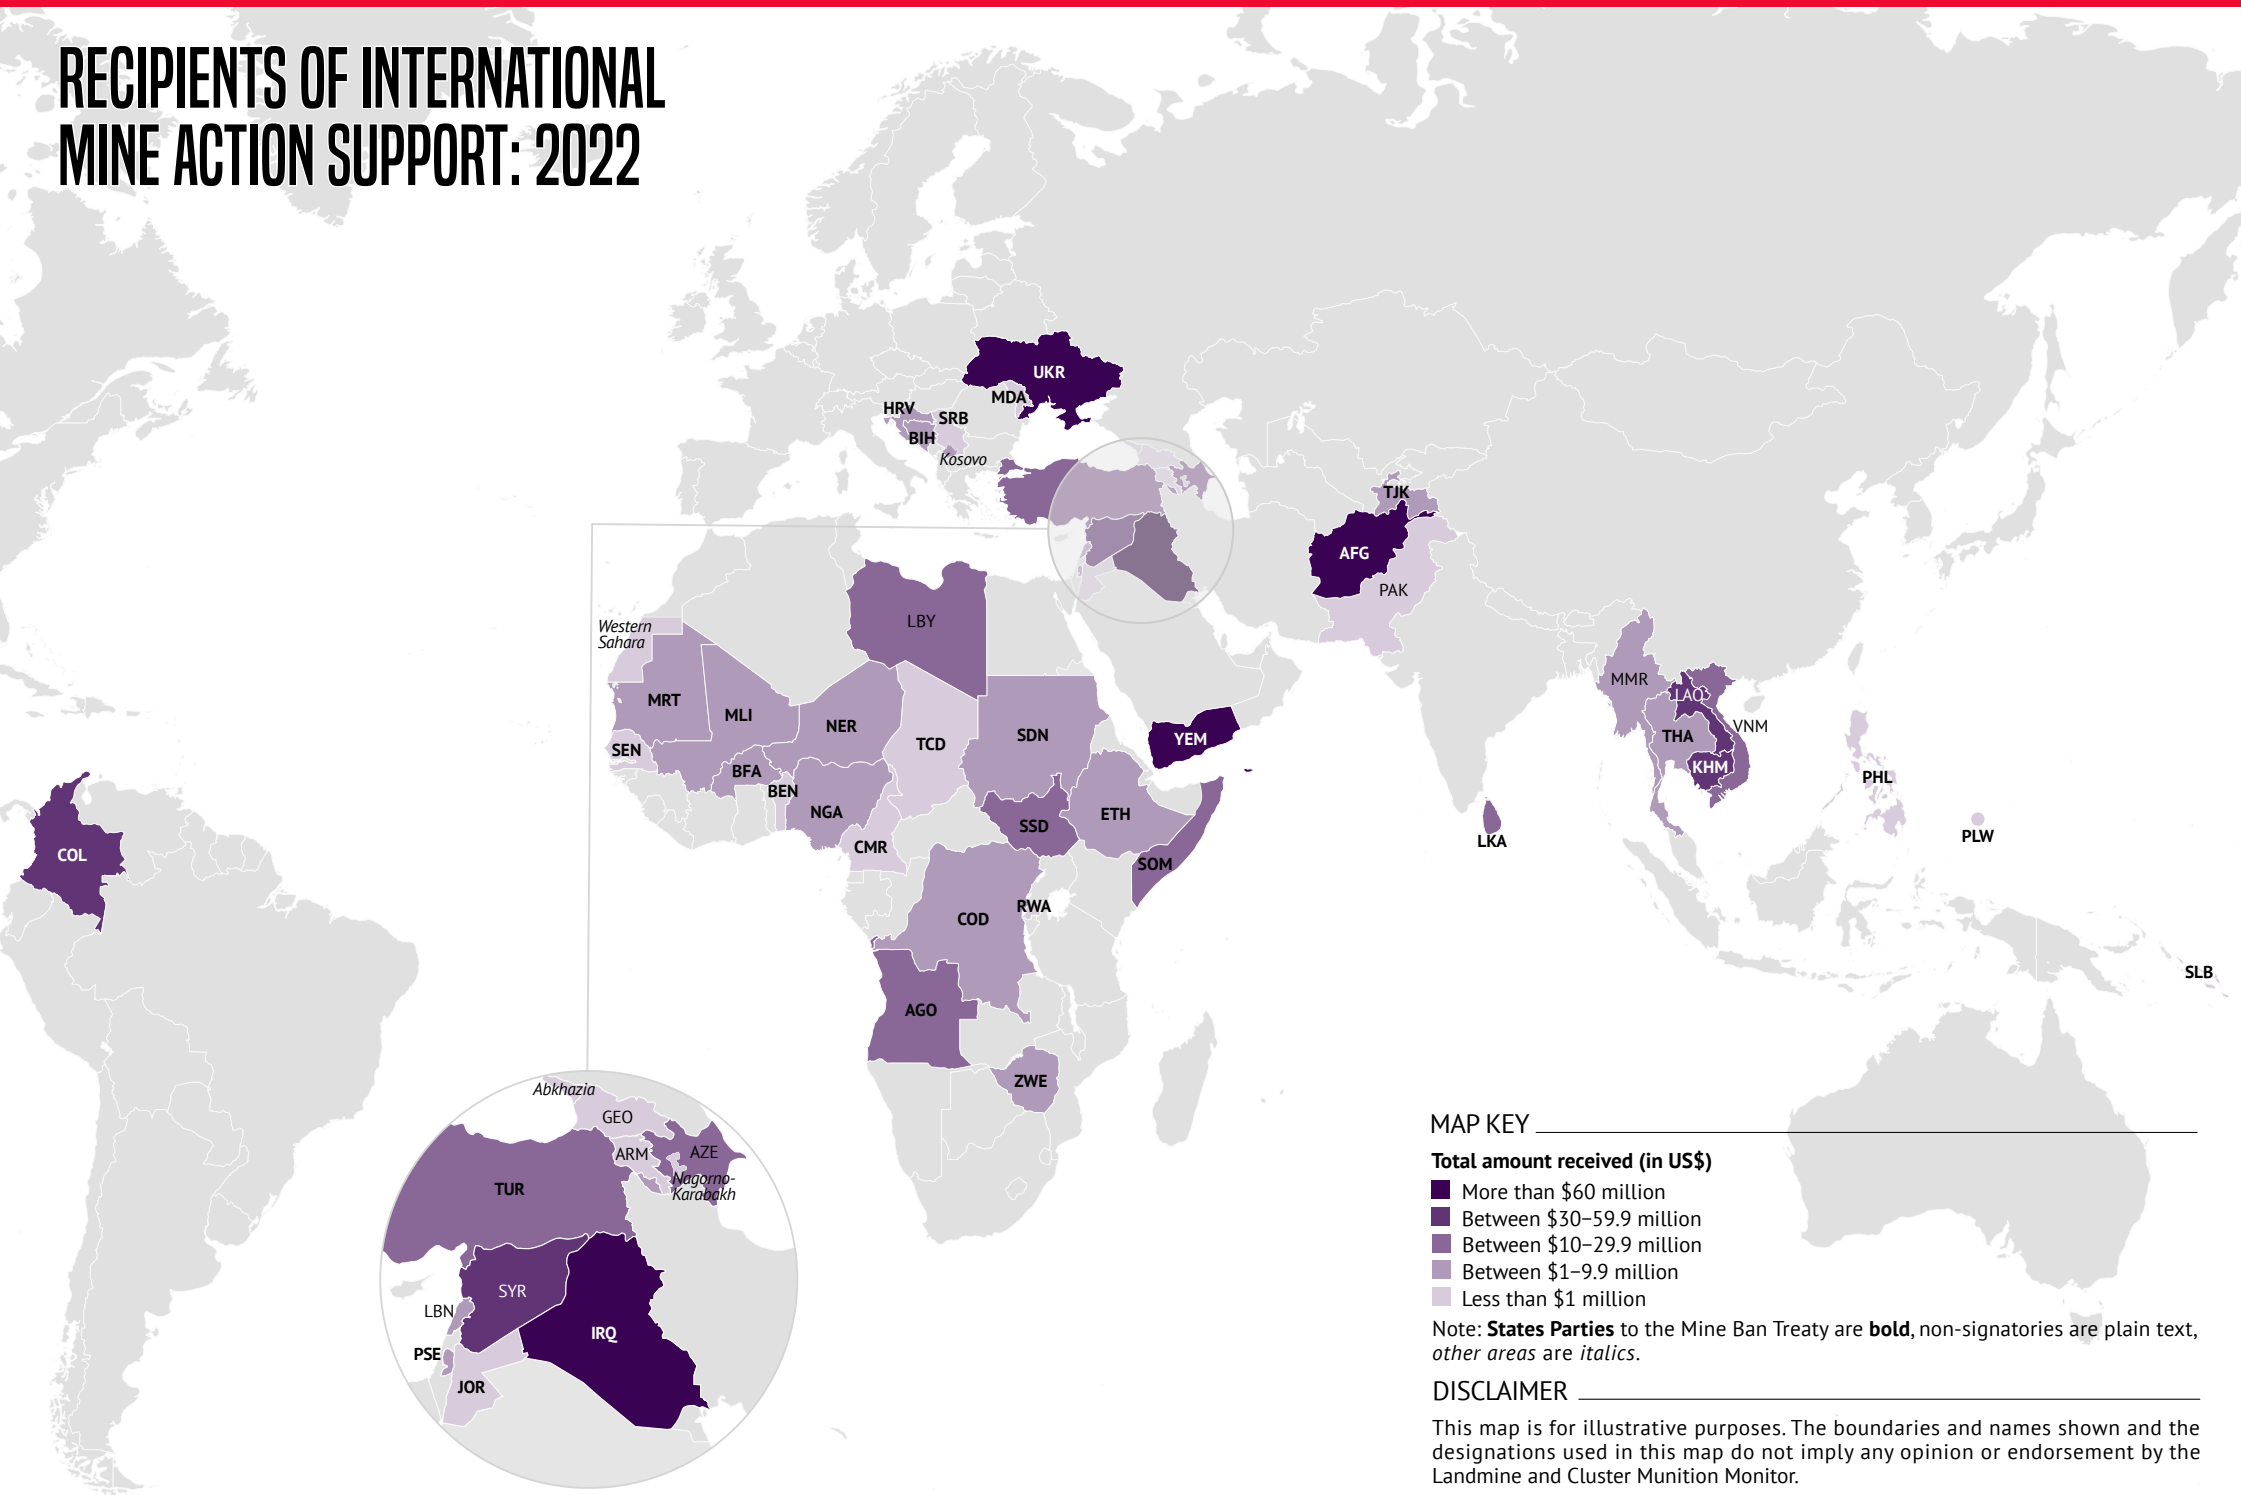 RECIPIENTS OF INTERNATIONAL
MINE ACTION SUPPORT: 2022
UKR
MDA
HRV
SRB
BIH
Kosovo
TJK
AFG
PAK
LBY
Western
Sahara
MRT
MLI
NER
TCD
SDN
YEM
SEN
BFA
BEN
NGA
CMR
SSD
ETH
SOM
COD
RWA
AGO
ZWE
COL
MMR
LAO
VNM
THA
KHM
PHL
LKA
PLW
SLB
Abkhazia
GEO
ARM
AZE
Nagorno-
Karabakh
TUR
SYR
LBN
IRQ
PSE
JOR
MAP KEY
Total amount received (in US$)
More than $60 million
Between $30–59.9 million
Between $10–29.9 million
Between $1–9.9 million
Less than $1 million
Note: States Parties to the Mine Ban Treaty are bold, non-signatories are plain text,
other areas are italics.
DISCLAIMER
This map is for illustrative purposes. The boundaries and names shown and the
designations used in this map do not imply any opinion or endorsement by the
Landmine and Cluster Munition Monitor.